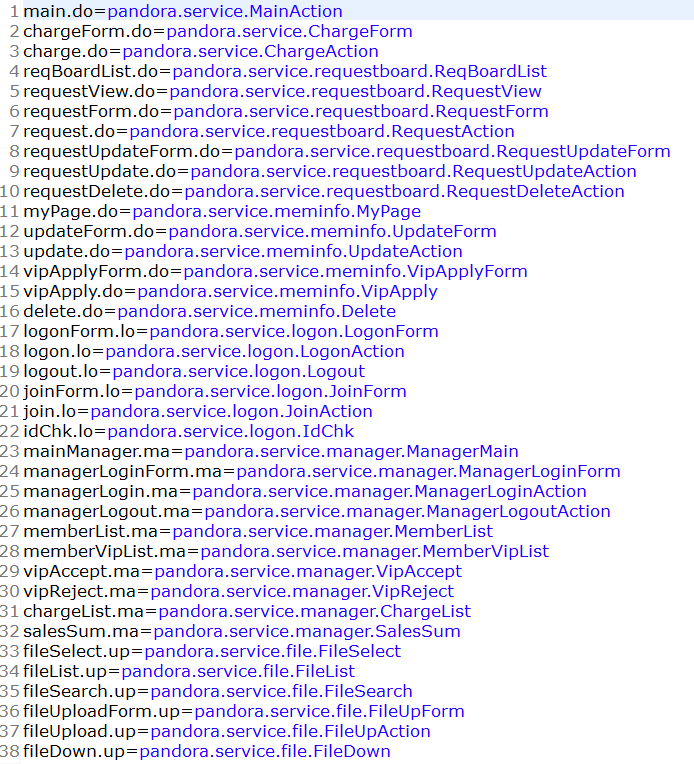 1 main.do=pandora.service.MainAction
2 chargeForm.do=pandora.service.ChargeForm
3 charge.do=pandora.service.ChargeAction
4 reqBoardList.do=pandora.service.requestboard.ReqBoardList
5 requestView.do=pandora.service.requestboard.RequestView
6 requestForm.do=pandora.service.requestboard.RequestForm
7 request.do=pandora.service.requestboard.RequestAction
8 requestUpdateForm.do=pandora.service.requestboard.RequestUpdateForm
9 requestUpdate.do=pandora.service.requestboard.RequestUpdateAction
10 requestDelete.do=pandora.service.requestboard.RequestDeleteAction
11 myPage.do=pandora.service.meminfo.MyPage
12 updateForm.do=pandora.service.meminfo.UpdateForm
13 update.do=pandora.service.meminfo.UpdateAction
14 vipApplyForm.do=pandora.service.meminfo.VipApplyForm
15 vipApply.do=pandora.service.meminfo.VipApply
16 delete.do=pandora.service.meminfo.Delete
17 logonForm.lo=pandora.service.logon.LogonForm
18 logon.lo=pandora.service.logon.LogonAction
19 logout.lo=pandora.service.logon.Logout
20 joinForm.lo=pandora.service.logon.JoinForm
21 join.lo=pandora.service.logon.JoinAction
22 idChk.lo=pandora.service.logon.IdChk
23 mainManager.ma=pandora.service.manager.ManagerMain
24 managerLoginForm.ma=pandora.service.manager.ManagerLoginForm
25 managerLogin.ma=pandora.service.manager.ManagerLoginAction
26 managerLogout.ma=pandora.service.manager.ManagerLogoutAction
27 memberList.ma=pandora.service.manager.MemberList
28 memberVipList.ma=pandora.service.manager.MemberVipList
29 vipAccept.ma=pandora.service.manager.VipAccept
30 vipReject.ma=pandora.service.manager.VipReject
31 chargeList.ma=pandora.service.manager.ChargeList
32 salesSum.ma=pandora.service.manager.SalesSum
33 fileSelect.up=pandora.service.file.FileSelect
34 fileList.up=pandora.service.file.FileList
35 fileSearch.up=pandora.service.file.FileSearch
36 fileUploadForm.up=pandora.service.file.FileUpForm
37 fileUpload.up=pandora.service.file.FileUpAction
38 fileDown.up=pandora.service.file.FileDown